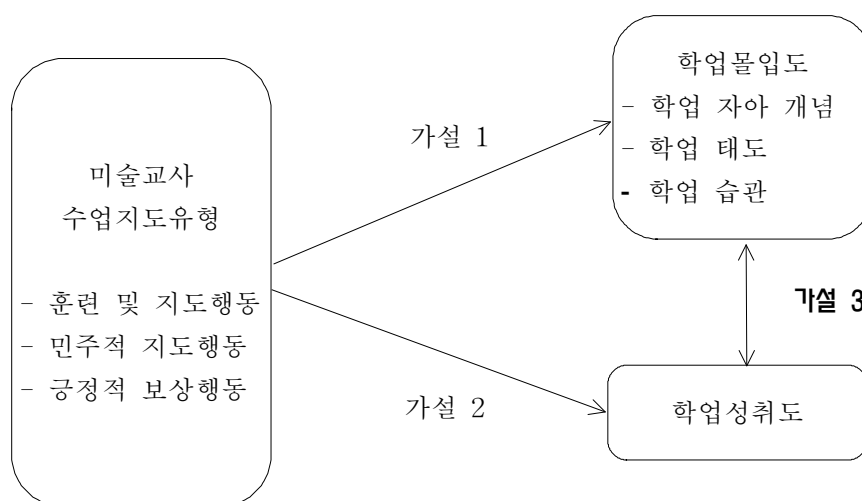 미술교사
수업지도유형
- 훈련 및 지도행동
- 민주적 지도행동
- 긍정적 보상행동
가설 1
가설 2
학업몰입도
- 학업 자아 개념
- 학업 태도
- 학업 습관
가설 3
학업성취도